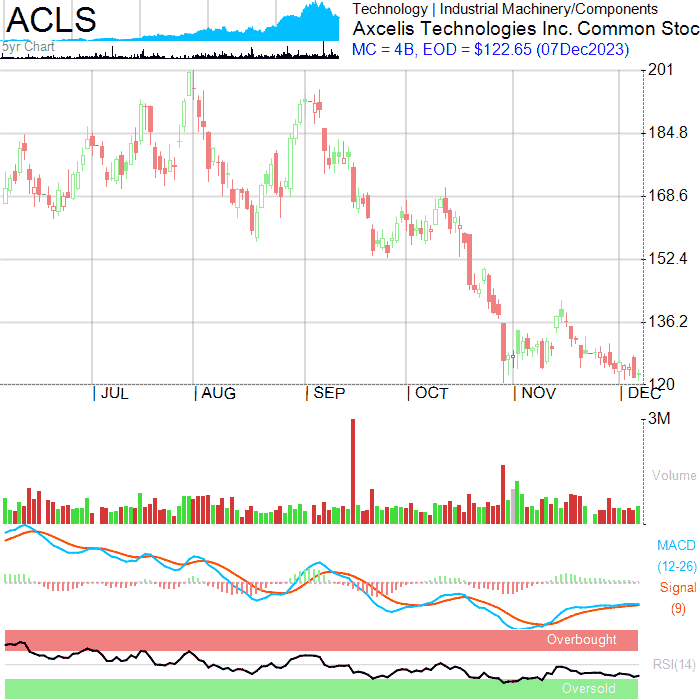 ACLS
5yr Chart
Technology | Industrial Machinery/Components
Axcelis Technologies Inc. Common Stoc
MC = 4B, EOD = $122.65 (07Dec2023)
201
184.8
168.6
152.4
136.2
120
| JUL | AUG | SEP | OCT | NOV | DEC
3M
Volume
MACD
(12-26)
Signal
(9)
Overbought
RSI(14)
Oversold